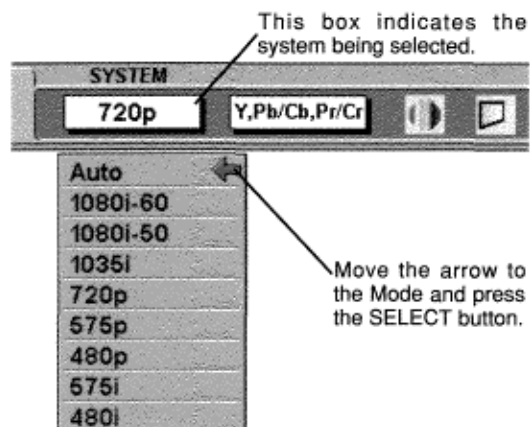 This box indicates the
system being selected.
SYSTEM
720p
Y,Pb/Cb,Pr/Cr
Auto
1080i-60
1080i-50
1035i
720p
575p
480p
575i
480i
Move the arrow to
the Mode and press
the SELECT button.